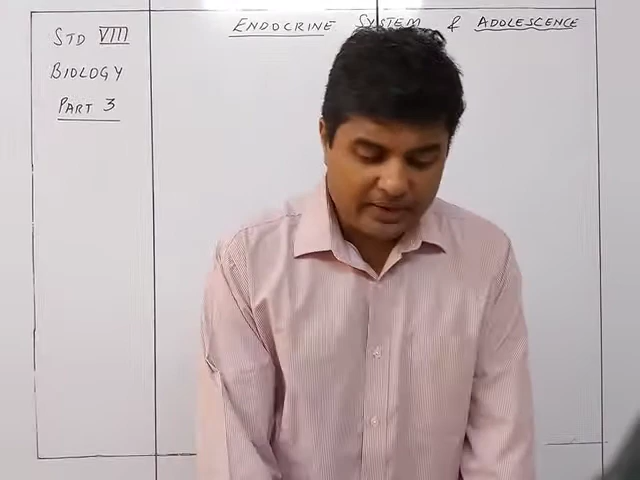 STD VIII
BIOLOGY
PART 3
ENDOCRINE SYSTEM & ADOLESCENCE